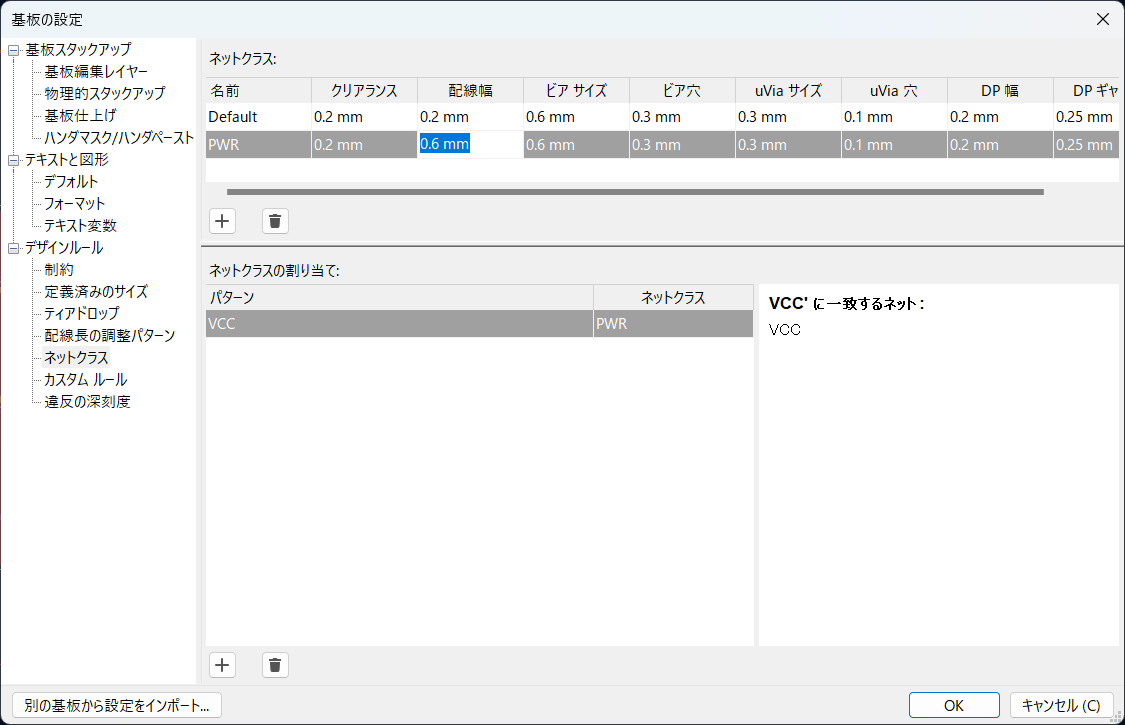 基板の設定
基板スタックアップ
基板編集レイヤー
物理的スタックアップ
基板仕上げ
ハンダマスク/ハンダペースト
テキストと図形
デフォルト
フォーマット
テキスト変数
デザインルール
制約
定義済みのサイズ
ティアドロップ
配線長の調整パターン
ネットクラス
カスタム ルール
違反の深刻度
ネットクラス:
名前 クリアランス 配線幅 ビア サイズ ビア穴 uVia サイズ uVia 穴 DP 幅 DP ギャ
Default 0.2 mm 0.2 mm 0.6 mm 0.3 mm 0.3 mm 0.1 mm 0.2 mm 0.25 mm
PWR 0.2 mm 0.6 mm 0.6 mm 0.3 mm 0.3 mm 0.1 mm 0.2 mm 0.25 mm
ネットクラスの割り当て:
パターン ネットクラス
VCC PWR
VCC' に一致するネット:
VCC
別の基板から設定をインポート...
OK
キャンセル (C)